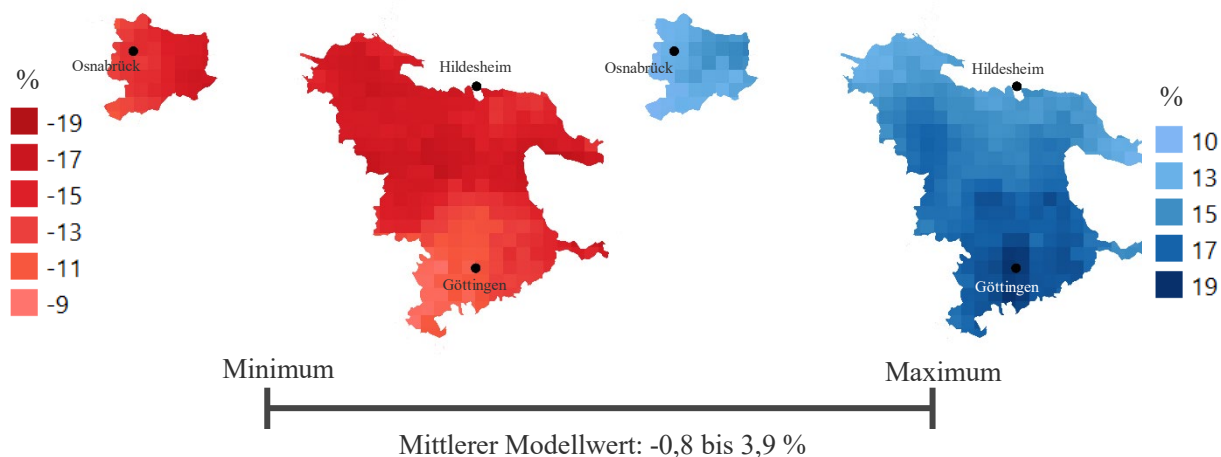 %
-19
-17
-15
-13
-11
-9
Osnabrück
Hildesheim
Göttingen
Osnabrück
Hildesheim
Göttingen
%
10
13
15
17
19
Minimum
Maximum
Mittlerer Modellwert: -0,8 bis 3,9 %